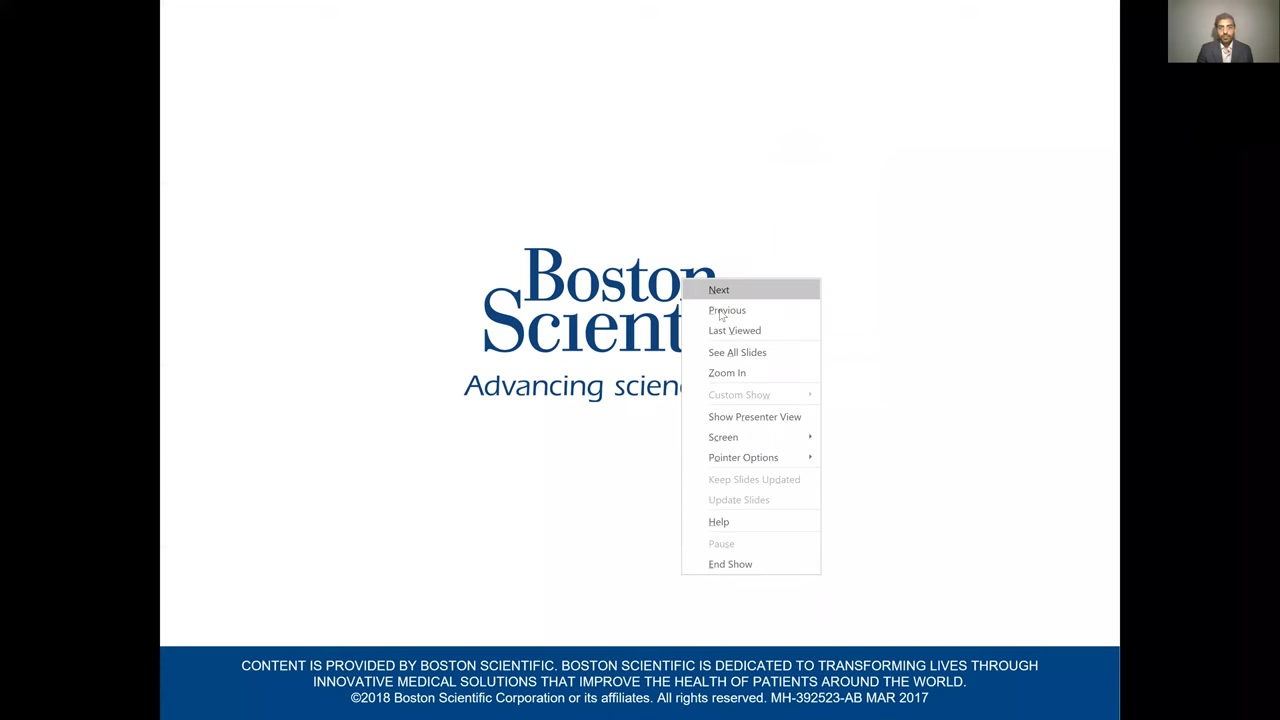 Boston
Scient
Advancing scien
Next
Previous
Last Viewed
See All Slides
Zoom In
Custom Show
Show Presenter View
Screen
Pointer Options
Keep Slides Updated
Update Slides
Help
Pause
End Show
CONTENT IS PROVIDED BY BOSTON SCIENTIFIC. BOSTON SCIENTIFIC IS DEDICATED TO TRANSFORMING LIVES THROUGH
INNOVATIVE MEDICAL SOLUTIONS THAT IMPROVE THE HEALTH OF PATIENTS AROUND THE WORLD.
©2018 Boston Scientific Corporation or its affiliates. All rights reserved. MH-392523-AB MAR 2017